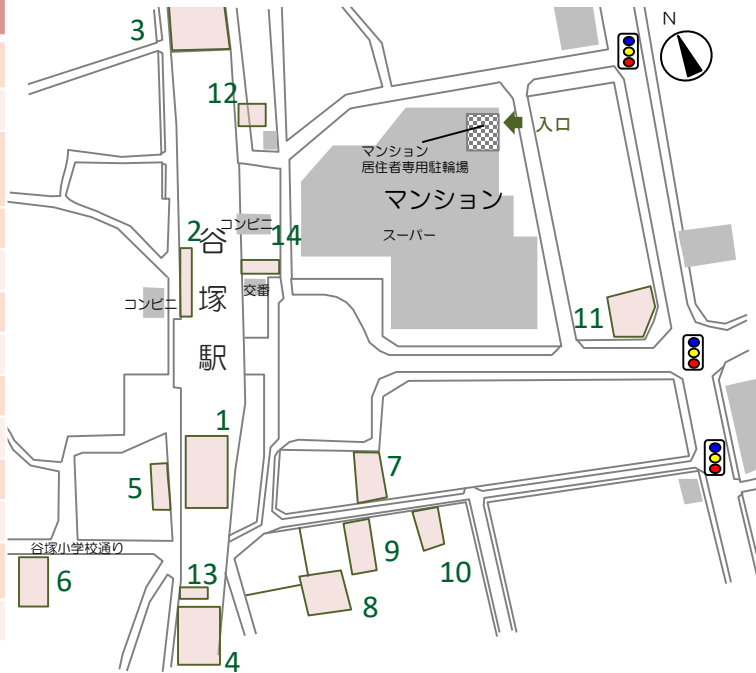 N
3
12
入口
マンション
居住者専用駐輪場
マンション
コンビニ
2
14
スーパー
谷塚駅
交番
コンビニ
11
1
7
5
谷塚小学校通り
9
10
6
13
8
4